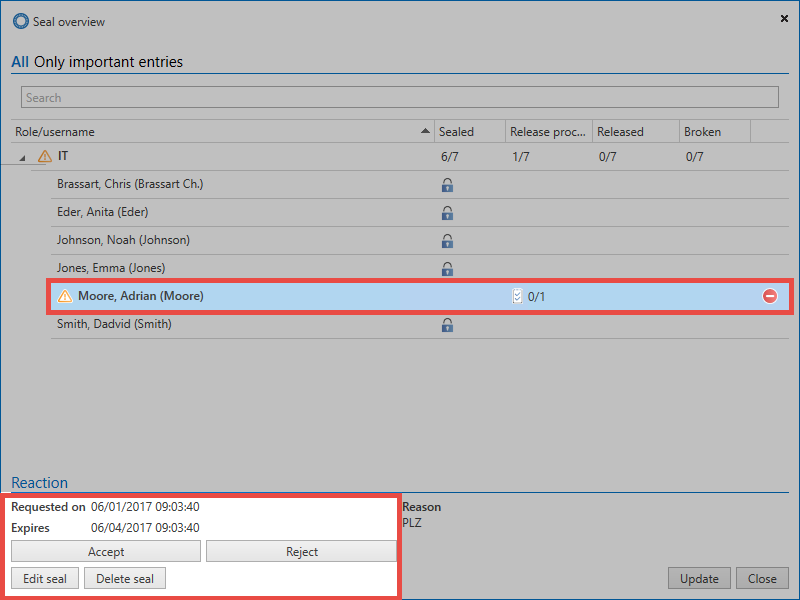 Seal overview
All Only important entries
Search
Role/username Sealed Release proc... Released Broken
IT 6/7 1/7 0/7 0/7
Brassart, Chris (Brassart Ch.)
Eder, Anita (Eder)
Johnson, Noah (Johnson)
Jones, Emma (Jones)
Moore, Adrian (Moore) 0/1
Smith, Dadvid (Smith)
Reaction
Requested on 06/01/2017 09:03:40 Reason
Expires 06/04/2017 09:03:40 PLZ
Accept Reject
Edit seal Delete seal Update Close